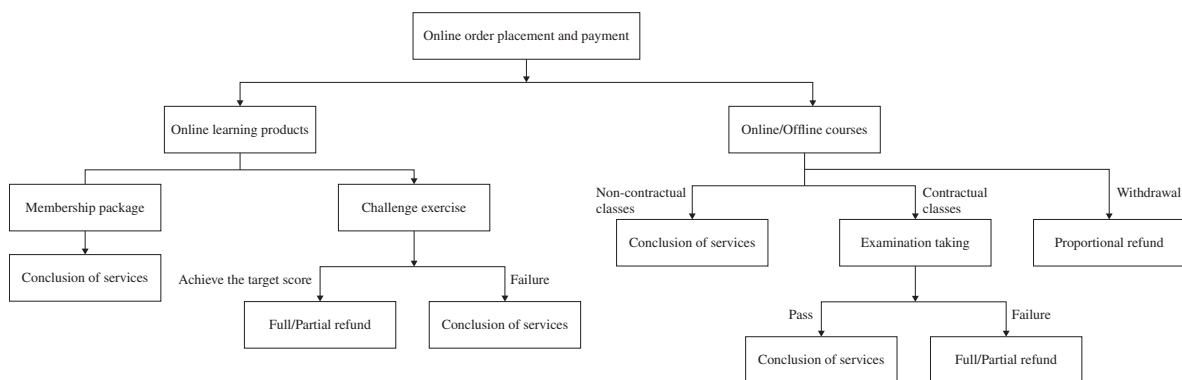 Online order placement and payment
Online learning products
Online/Offline courses
Membership package
Challenge exercise
Non-contractual
classes
Contractual
classes
Withdrawal
Conclusion of services
Examination taking
Proportional refund
Conclusion of services
Achieve the target score
Failure
Full/Partial refund
Conclusion of services
Pass
Failure
Conclusion of services
Full/Partial refund